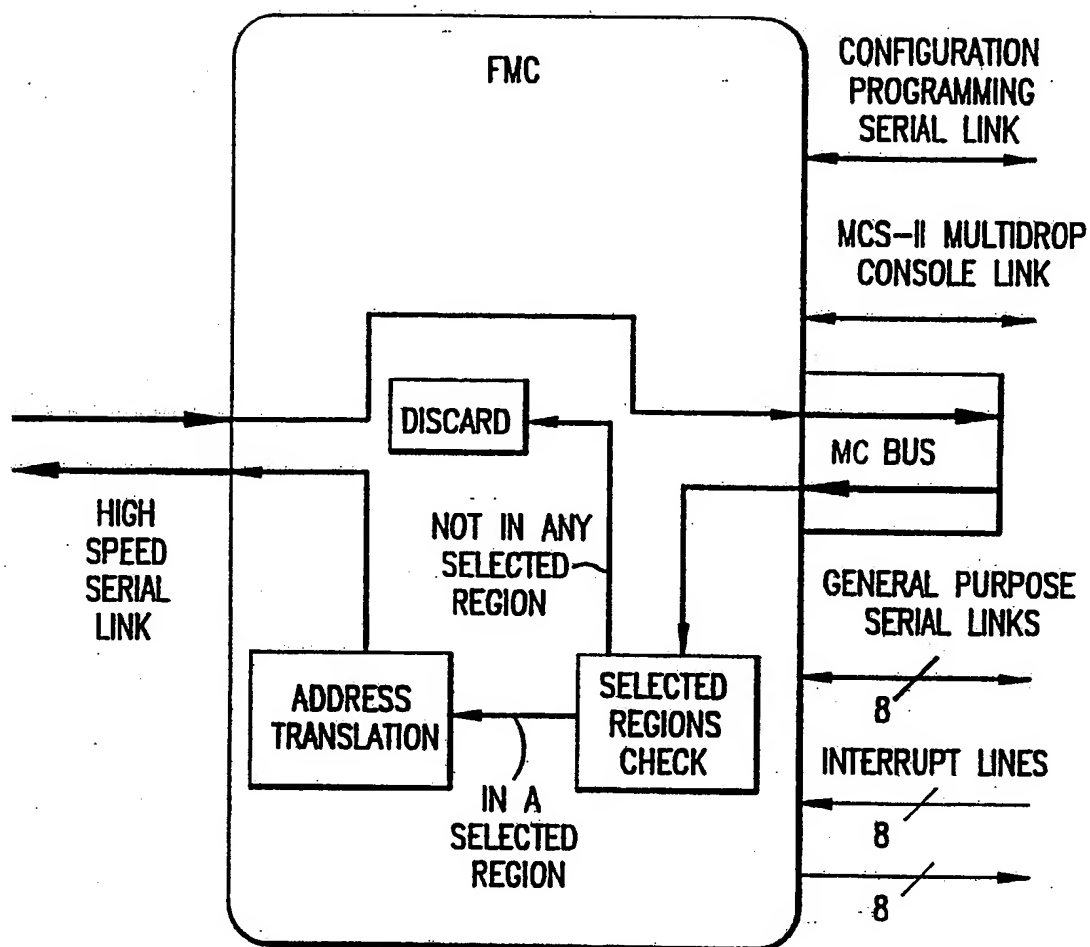 FMC
CONFIGURATION
PROGRAMMING
SERIAL LINK
MCS-II MULTIDROP
CONSOLE LINK
DISCARD
MC BUS
HIGH
SPEED
SERIAL
LINK
NOT IN ANY
SELECTED
REGION
GENERAL PURPOSE
SERIAL LINKS
8
ADDRESS
TRANSLATION
SELECTED
REGIONS
CHECK
IN A
SELECTED
REGION
INTERRUPT LINES
8
8